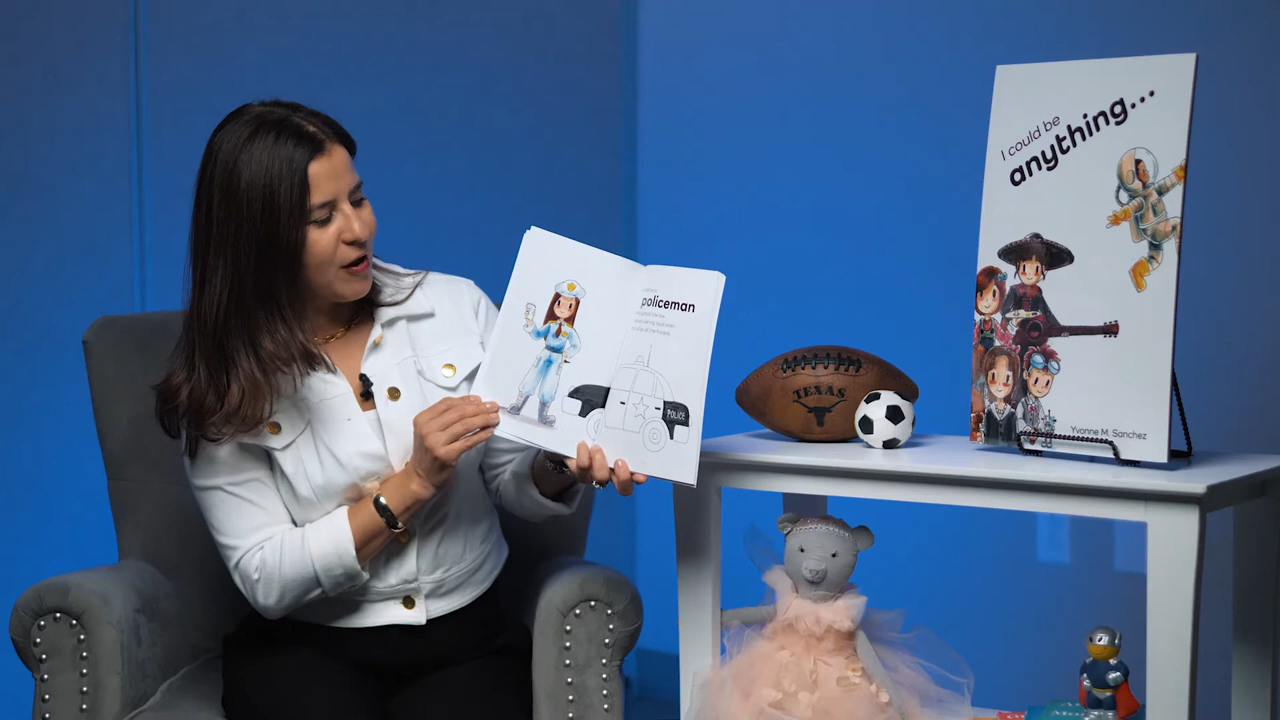 I could be
anything...
policeman
POLICE
TEXAS
Yvonne M. Sanchez